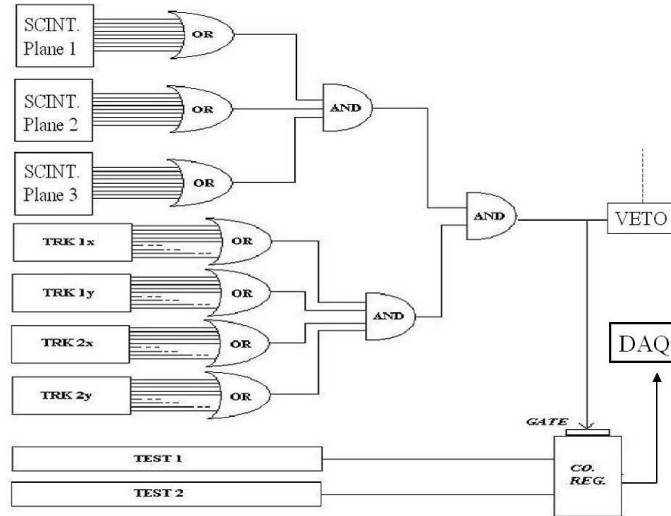 SCINT.
Plane 1
OR
SCINT.
Plane 2
OR
AND
SCINT.
Plane 3
OR
AND
VETO
TRK 1x
OR
TRK 1y
OR
AND
TRK 2x
OR
DAQ
TRK 2y
OR
GATE
TEST 1
TEST 2
CO.
REG.